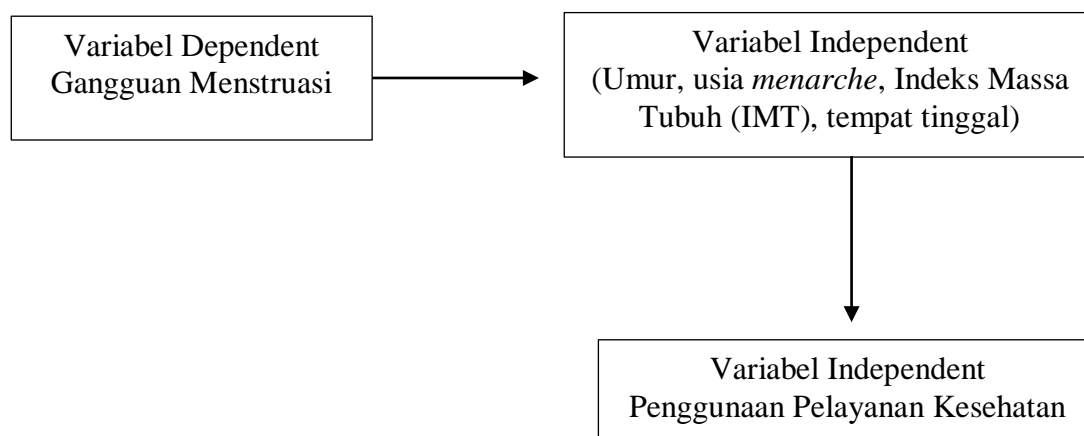 Variabel Dependent
Gangguan Menstruasi
Variabel Independent
(Umur, usia menarche, Indeks Massa
Tubuh (IMT), tempat tinggal)
Variabel Independent
Penggunaan Pelayanan Kesehatan